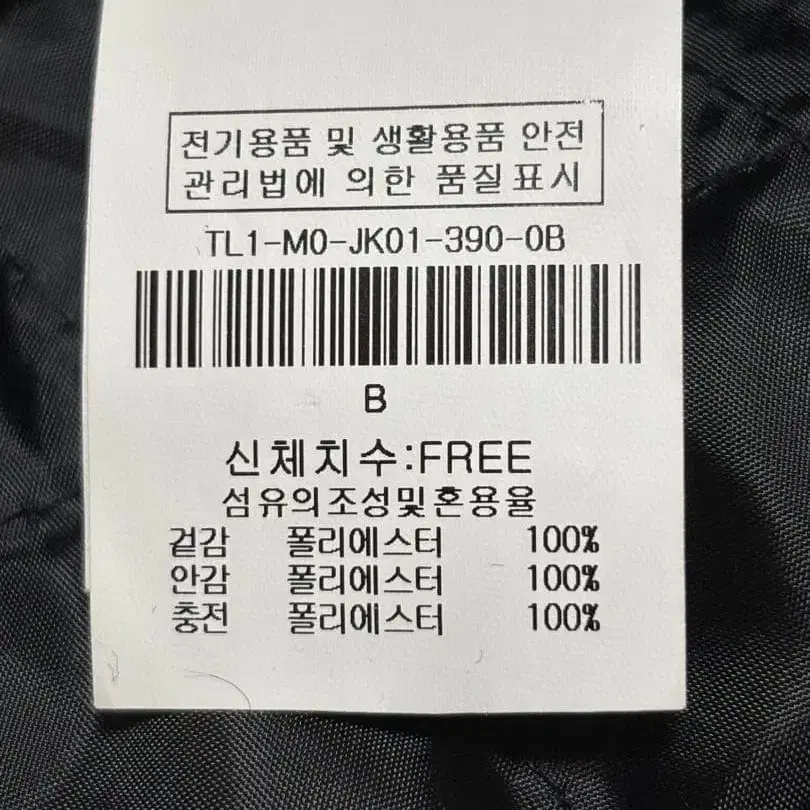 전기용품 및 생활용품 안전
관리법에 의한 품질표시
TL1-M0-JK01-390-0B
B
신체치수:FREE
섬유의조성및혼용율
겉감 폴리에스터 100%
안감 폴리에스터 100%
충전 폴리에스터 100%